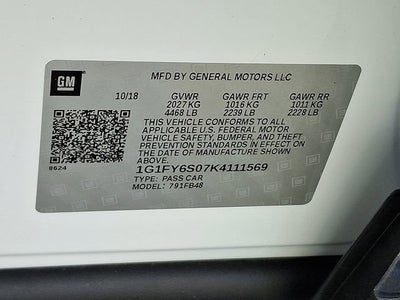 GM
MFD BY GENERAL MOTORS LLC
10/18 GVWR GAWR FRT GAWR RR
2027 KG 1016 KG 1011 KG
4468 LB 2239 LB 2228 LB
THIS VEHICLE CONFORMS TO ALL
APPLICABLE U.S. FEDERAL MOTOR
VEHICLE SAFETY, BUMPER, AND THEFT
PREVENTION STANDARDS IN EFFECT ON
THE DATE OF MANUFACTURE SHOWN
ABOVE.
8624
1G1FY6S07K4111569
TYPE: PASS CAR
MODEL: 791FB48